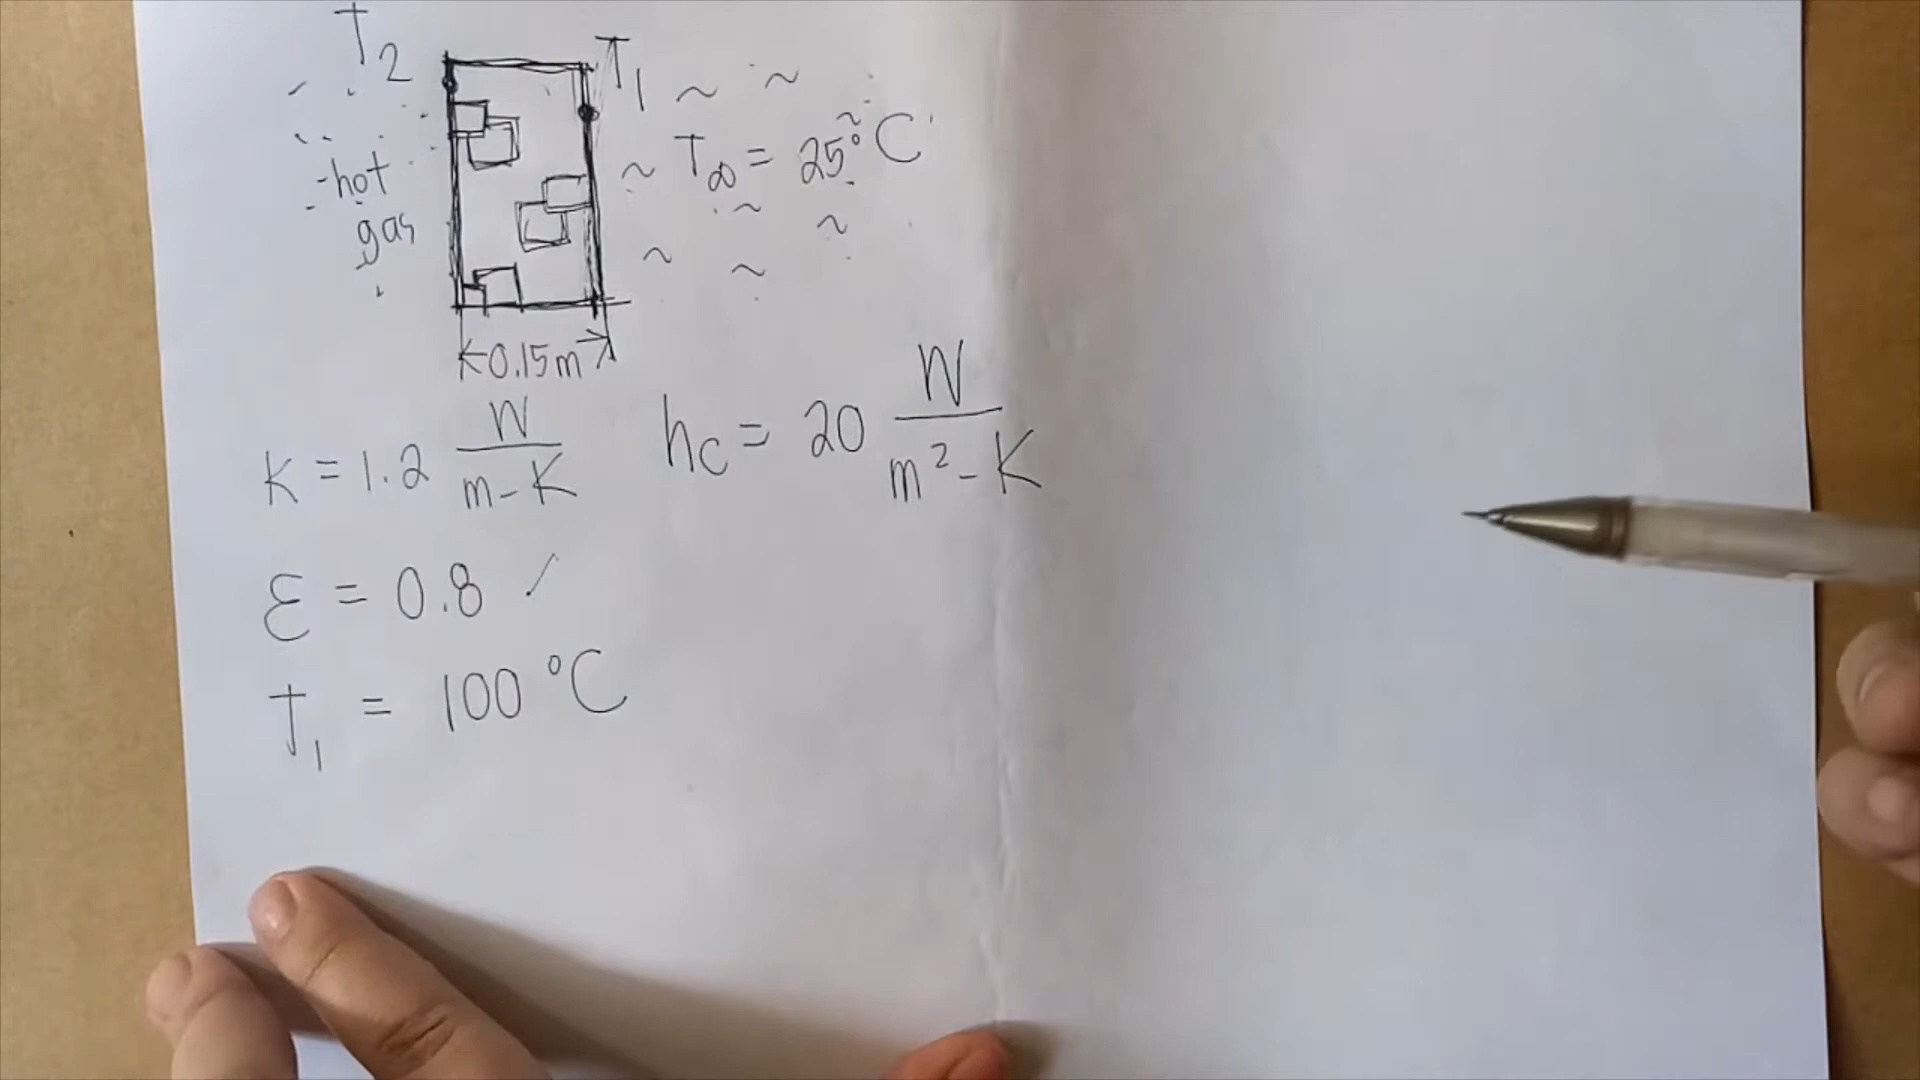 T₂
T₁
hot
gas
T∞ = 25°C
0.15m
K = 1.2 W/m-K
hc = 20 W/m²-K
ε = 0.8
T₁ = 100 °C